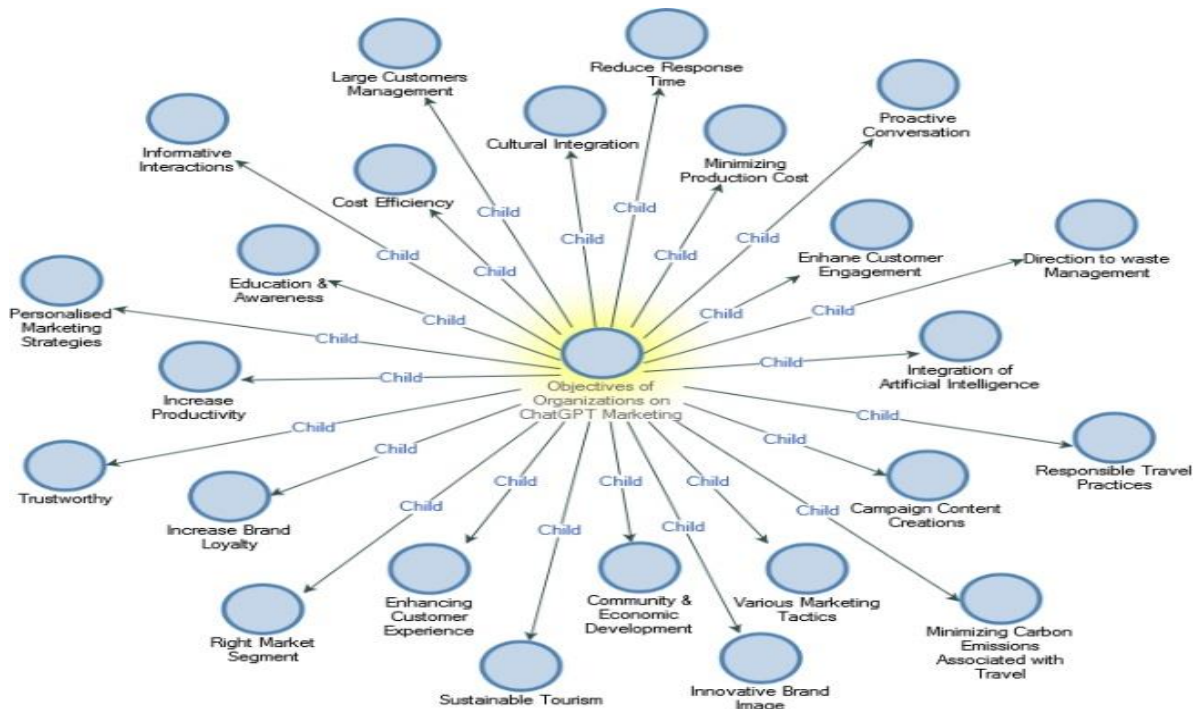 Large Customers
Management
Reduce Response
Time
Proactive
Conversation
Informative
Interactions
Cultural Integration
Minimizing
Production Cost
Cost Efficiency
Child
Child
Child
Child
Child
Child
Child
Child
Education &
Awareness
Enhane Customer
Engagement
Direction to waste
Management
Personalised
Marketing
Strategies
Child
Child
Child
Child
Child
Integration of
Artificial Intelligence
Increase
Productivity
Child
Objectives of
Organizations on
ChatGPT Marketing
Child
Trustworthy
Child
Child
Child
Responsible Travel
Practices
Increase Brand
Loyalty
Child
Child
Child
Child
Campaign Content
Creations
Child
Child
Child
Right Market
Segment
Enhancing
Customer
Experience
Community &
Economic
Development
Various Marketing
Tactics
Minimizing Carbon
Emissions
Associated with
Travel
Sustainable Tourism
Innovative Brand
Image